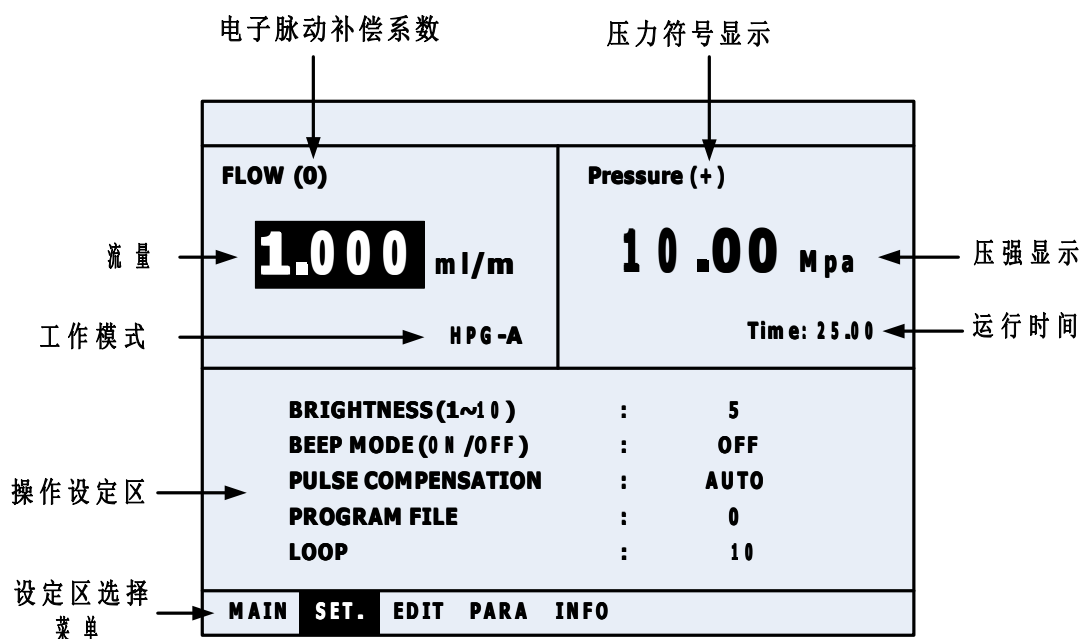 电子脉动补偿系数
压力符号显示
FLOW (0)
Pressure (+)
流量
1.000 ml/m
10.00 Mpa
压强显示
工作模式
HPG-A
Time: 25.00
运行时间
BRIGHTNESS(1~10) : 5
BEEP MODE(ON/OFF) : OFF
操作设定区
PULSE COMPENSATION : AUTO
PROGRAM FILE : 0
LOOP : 10
设定区选择
菜单
MAIN SET. EDIT PARA INFO